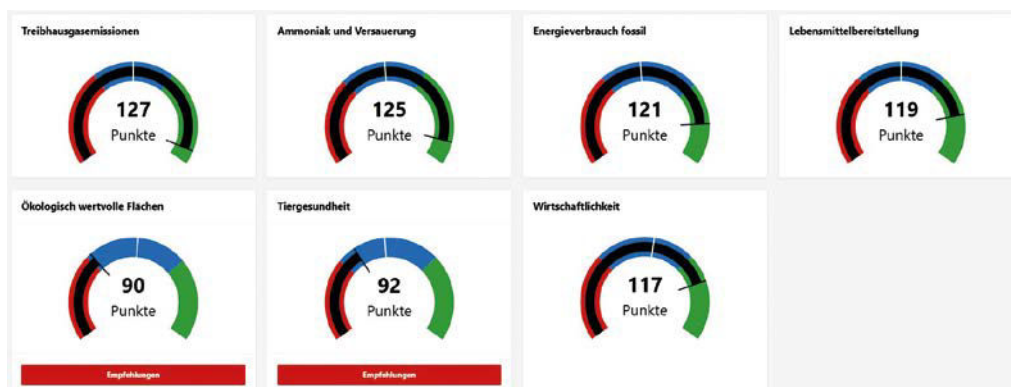 Treibhausgasemissionen
Ammoniak und Versauerung
Energieverbrauch fossil
Lebensmittelbereitstellung
127
Punkte
125
Punkte
121
Punkte
119
Punkte
Ökologisch wertvolle Flächen
Tiergesundheit
Wirtschaftlichkeit
90
Punkte
92
Punkte
117
Punkte
Empfehlungen
Empfehlungen